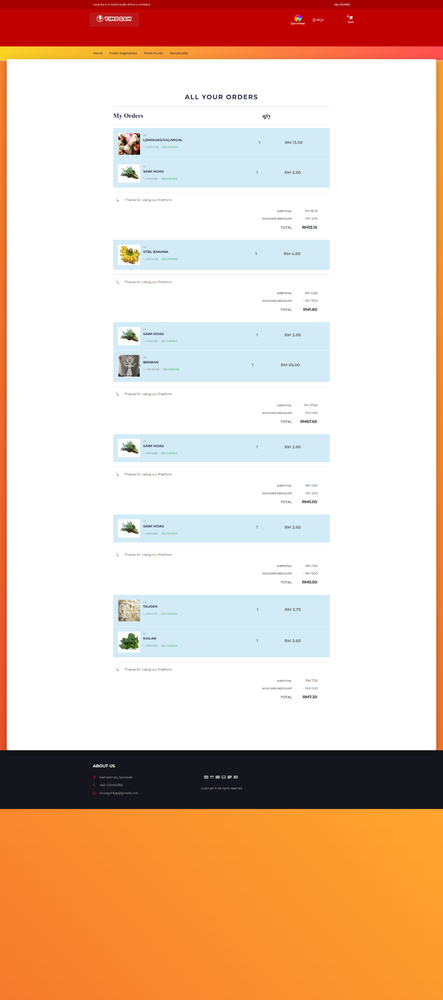 Hyperlocal & Nationwide delivery available.
My Wishlist
TIMOGAH
Spinwheel
HI jn
0
Cart
Home Fresh Vegetables Fresh Fruits Handicrafts
ALL YOUR ORDERS
My Orders qty
LENGKUAS/GALANGAL
1 x RM 13.50 DELIVERED
1 RM 13.50
SAWI HIJAU
1 x RM 2.60 DELIVERED
1 RM 2.60
Thanks for Using our Platform
SUBTOTAL RM 16.10
VOUCHER DISCOUNT - RM 3.00
TOTAL RM13.10
OTEL BANANA
1 x RM 4.80 DELIVERED
1 RM 4.80
Thanks for Using our Platform
SUBTOTAL RM 4.80
VOUCHER DISCOUNT - RM 3.00
TOTAL RM1.80
SAWI HIJAU
1 x RM 2.60 DELIVERED
1 RM 2.60
BEMBAN
1 x RM 65.00 DELIVERED
1 RM 65.00
Thanks for Using our Platform
SUBTOTAL RM 67.60
VOUCHER DISCOUNT - RM 0.00
TOTAL RM67.60
SAWI HIJAU
1 x RM 2.60 DELIVERED
1 RM 2.60
Thanks for Using our Platform
SUBTOTAL RM 2.60
VOUCHER DISCOUNT - RM 3.00
TOTAL RM0.00
SAWI HIJAU
1 x RM 2.60 DELIVERED
1 RM 2.60
Thanks for Using our Platform
SUBTOTAL RM 2.60
VOUCHER DISCOUNT - RM 3.00
TOTAL RM0.00
TAUGEH
1 x RM 3.70 DELIVERED
1 RM 3.70
KAILAN
1 x RM 3.60 DELIVERED
1 RM 3.60
Thanks for Using our Platform
SUBTOTAL RM 7.30
VOUCHER DISCOUNT - RM 0.00
TOTAL RM7.30
ABOUT US
Samarahan, Sarawak
+60-123456789
timogahfyp@gmail.com
Copyright © All rights reserved